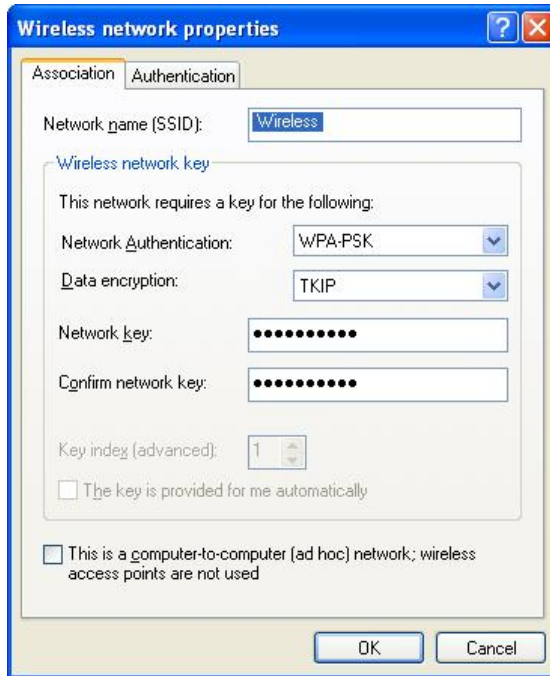 Wireless network properties
Association
Authentication
Network name (SSID):
Wireless
Wireless network key
This network requires a key for the following:
Network Authentication:
WPA-PSK
Data encryption:
TKIP
Network key:
••••••••••
Confirm network key:
••••••••••
Key index (advanced):
1
The key is provided for me automatically
This is a computer-to-computer (ad hoc) network; wireless
access points are not used
OK
Cancel